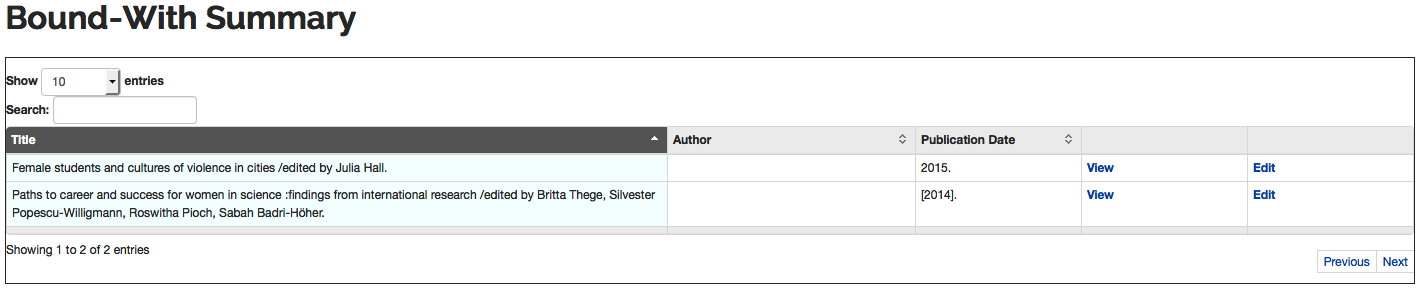 Bound-With Summary
Show 10 entries
Search:
Title Author Publication Date
Female students and cultures of violence in cities /edited by Julia Hall. 2015. View Edit
Paths to career and success for women in science :findings from international research /edited by Britta Thege, Silvester [2014]. View Edit
Popescu-Willigmann, Roswitha Pioch, Sabah Badri-Höher.
Showing 1 to 2 of 2 entries
Previous Next